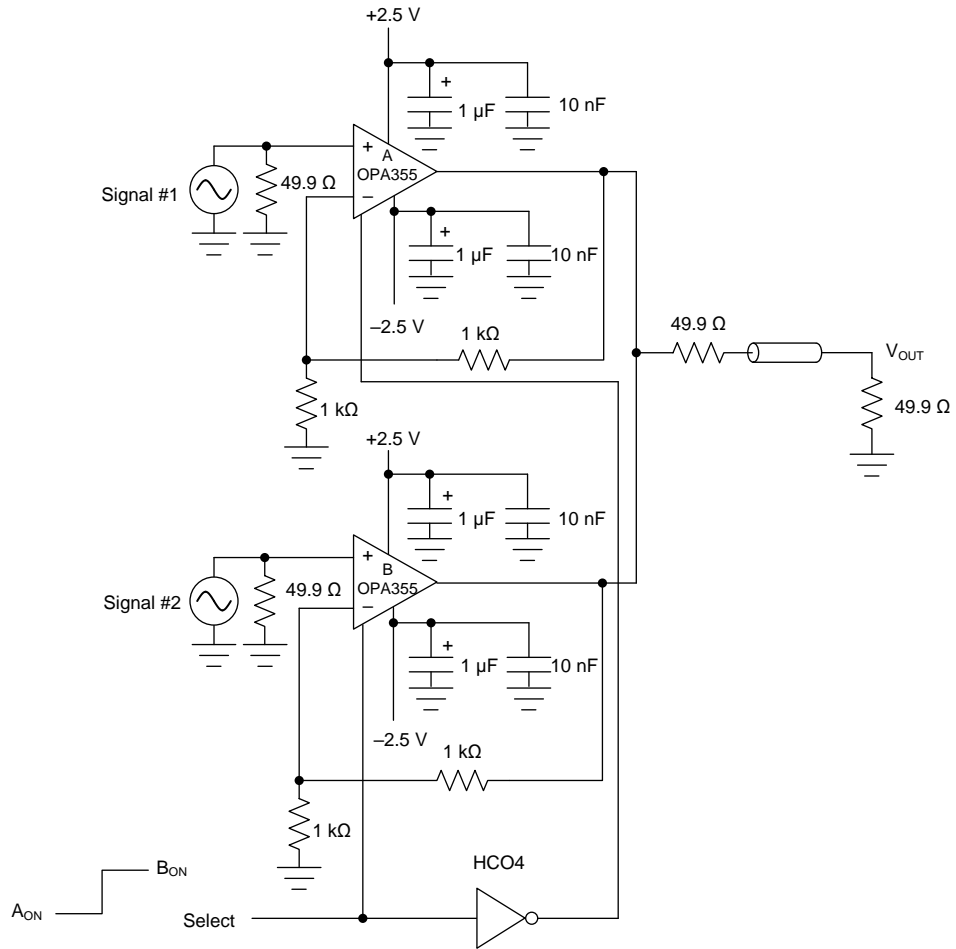 +2.5 V
+
1 µF
10 nF
+
A
OPA355
−
Signal #1
49.9 Ω
+
1 µF
10 nF
–2.5 V
1 kΩ
49.9 Ω
VOUT
49.9 Ω
1 kΩ
+2.5 V
+
1 µF
10 nF
+
B
OPA355
−
Signal #2
49.9 Ω
+
1 µF
10 nF
–2.5 V
1 kΩ
1 kΩ
HCO4
BON
AON
Select